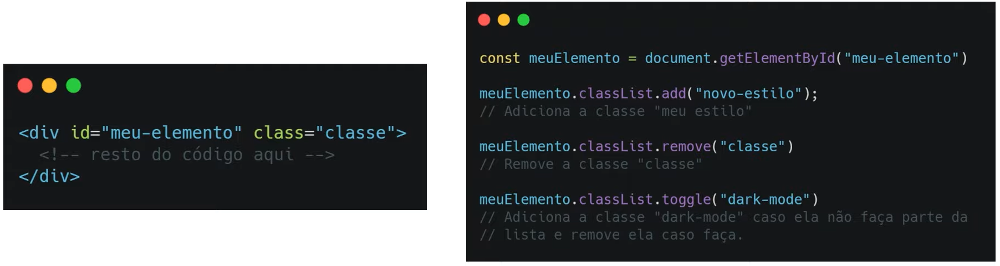 <div id="meu-elemento" class="classe">
<!-- resto do código aqui -->
</div>
const meuElemento = document.getElementById("meu-elemento")
meuElemento.classList.add("novo-estilo");
// Adiciona a classe "meu estilo"
meuElemento.classList.remove("classe")
// Remove a classe "classe"
meuElemento.classList.toggle("dark-mode")
// Adiciona a classe "dark-mode" caso ela não faça parte da
// lista e remove ela caso faça.